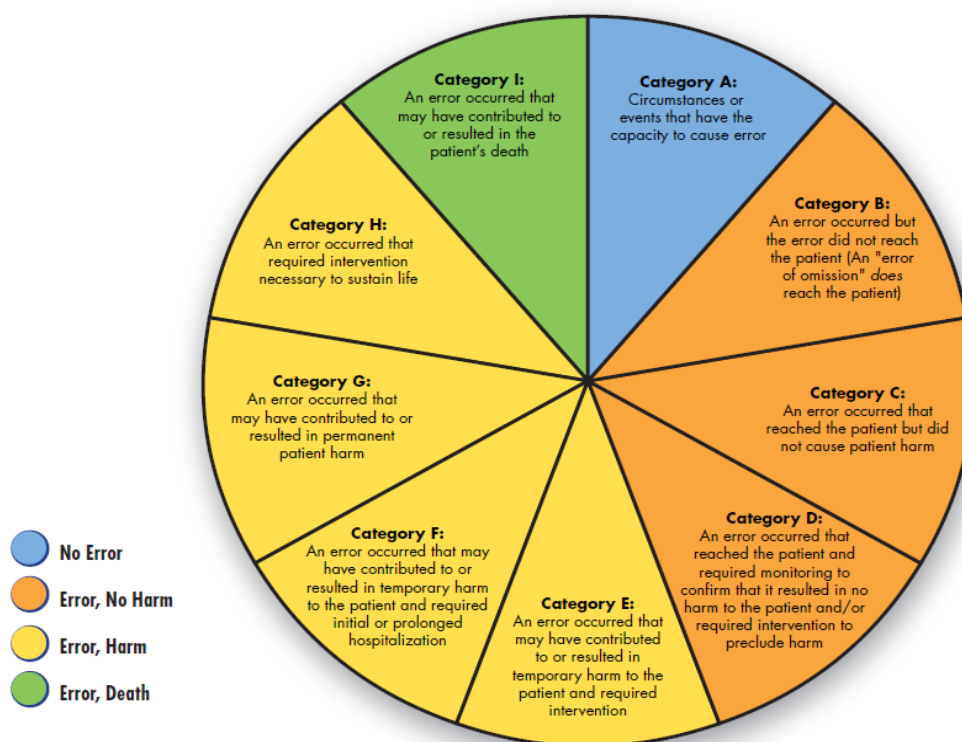 Category I:
An error occurred that
may have contributed to
or resulted in the
patient's death
Category A:
Circumstances or
events that have the
capacity to cause error
Category B:
An error occurred but
the error did not reach
the patient (An "error
of omission" does
reach the patient)
Category C:
An error occurred that
reached the patient but did
not cause patient harm
Category D:
An error occurred that
reached the patient and
required monitoring to
confirm that it resulted in no
harm to the patient and/or
required intervention to
preclude harm
Category E:
An error occurred that
may have contributed
to or resulted in
temporary harm to the
patient and required
intervention
Category F:
An error occurred that may
have contributed to or
resulted in temporary harm
to the patient and required
initial or prolonged
hospitalization
Category G:
An error occurred that
may have contributed to or
resulted in permanent
patient harm
Category H:
An error occurred that
required intervention
necessary to sustain life
No Error
Error, No Harm
Error, Harm
Error, Death